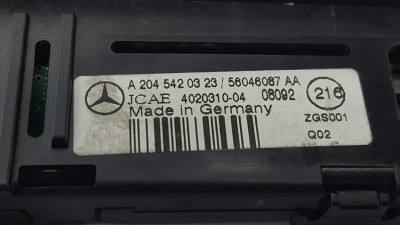 A 204 542 03 23 / 56046087 AA
JCAE 4020310-04 08092
Made in Germany
216
ZGS001
Q02